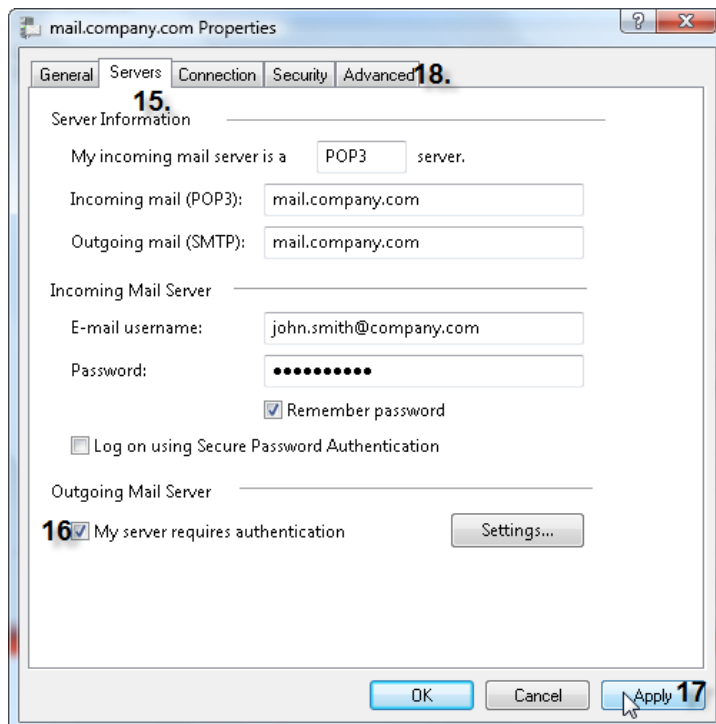 mail.company.com Properties
General Servers Connection Security Advanced 18.
15.
Server Information
My incoming mail server is a POP3 server.
Incoming mail (POP3): mail.company.com
Outgoing mail (SMTP): mail.company.com
Incoming Mail Server
E-mail username: john.smith@company.com
Password: ●●●●●●●●●●
Remember password
Log on using Secure Password Authentication
Outgoing Mail Server
16 My server requires authentication Settings...
OK Cancel Apply 17